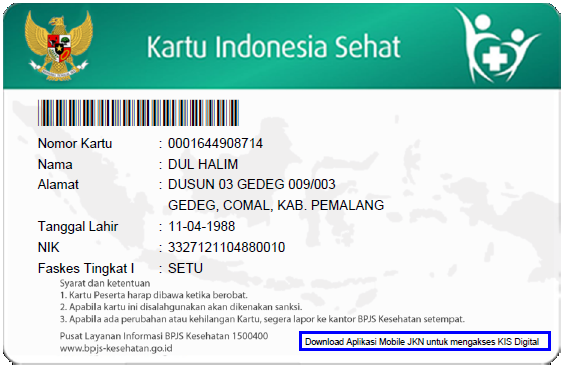 Kartu Indonesia Sehat
Nomor Kartu : 0001644908714
Nama : DUL HALIM
Alamat : DUSUN 03 GEDEG 009/003
GEDEG, COMAL, KAB. PEMALANG
Tanggal Lahir : 11-04-1988
NIK : 3327121104880010
Faskes Tingkat I : SETU
Syarat dan ketentuan
1. Kartu Peserta harap dibawa ketika berobat.
2. Apabila kartu ini disalahgunakan akan dikenakan sanksi.
3. Apabila ada perubahan atau kehilangan Kartu, segera lapor ke kantor BPJS Kesehatan setempat.
Pusat Layanan Informasi BPJS Kesehatan 1500400
www.bpjs-kesehatan.go.id
Download Aplikasi Mobile JKN untuk mengakses KIS Digital